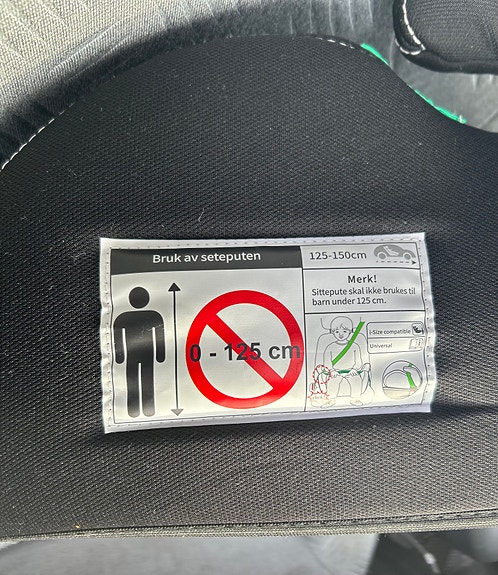 Bruk av seteputen
0 - 125 cm
125-150cm
Merk!
Sittepute skal ikke brukes til
barn under 125 cm.
i-Size compatible
Universal